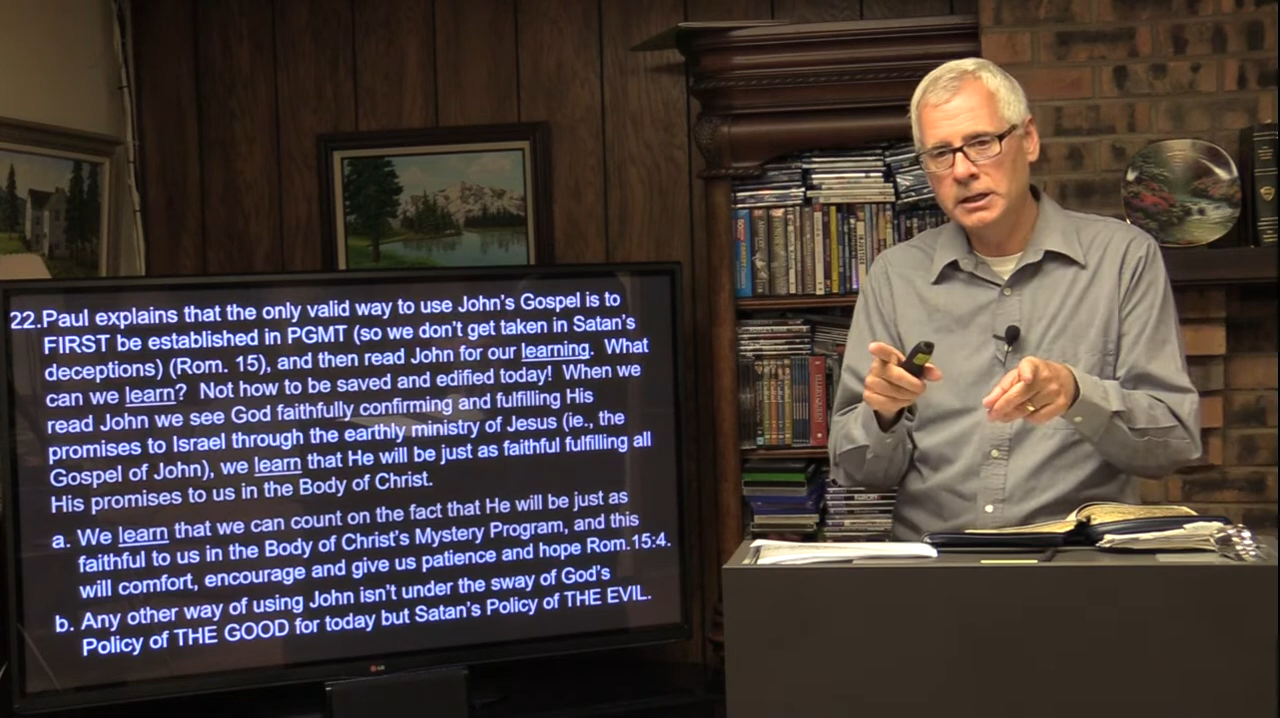 22.Paul explains that the only valid way to use John's Gospel is to
FIRST be established in PGMT (so we don't get taken in Satan's
deceptions) (Rom. 15), and then read John for our learning. What
can we learn? Not how to be saved and edified today! When we
read John we see God faithfully confirming and fulfilling His
promises to Israel through the earthly ministry of Jesus (ie., the
Gospel of John), we learn that He will be just as faithful fulfilling all
His promises to us in the Body of Christ.
a. We learn that we can count on the fact that He will be just as
faithful to us in the Body of Christ's Mystery Program, and this
will comfort, encourage and give us patience and hope Rom.15:4.
b. Any other way of using John isn't under the sway of God's
Policy of THE GOOD for today but Satan's Policy of THE EVIL.
LG